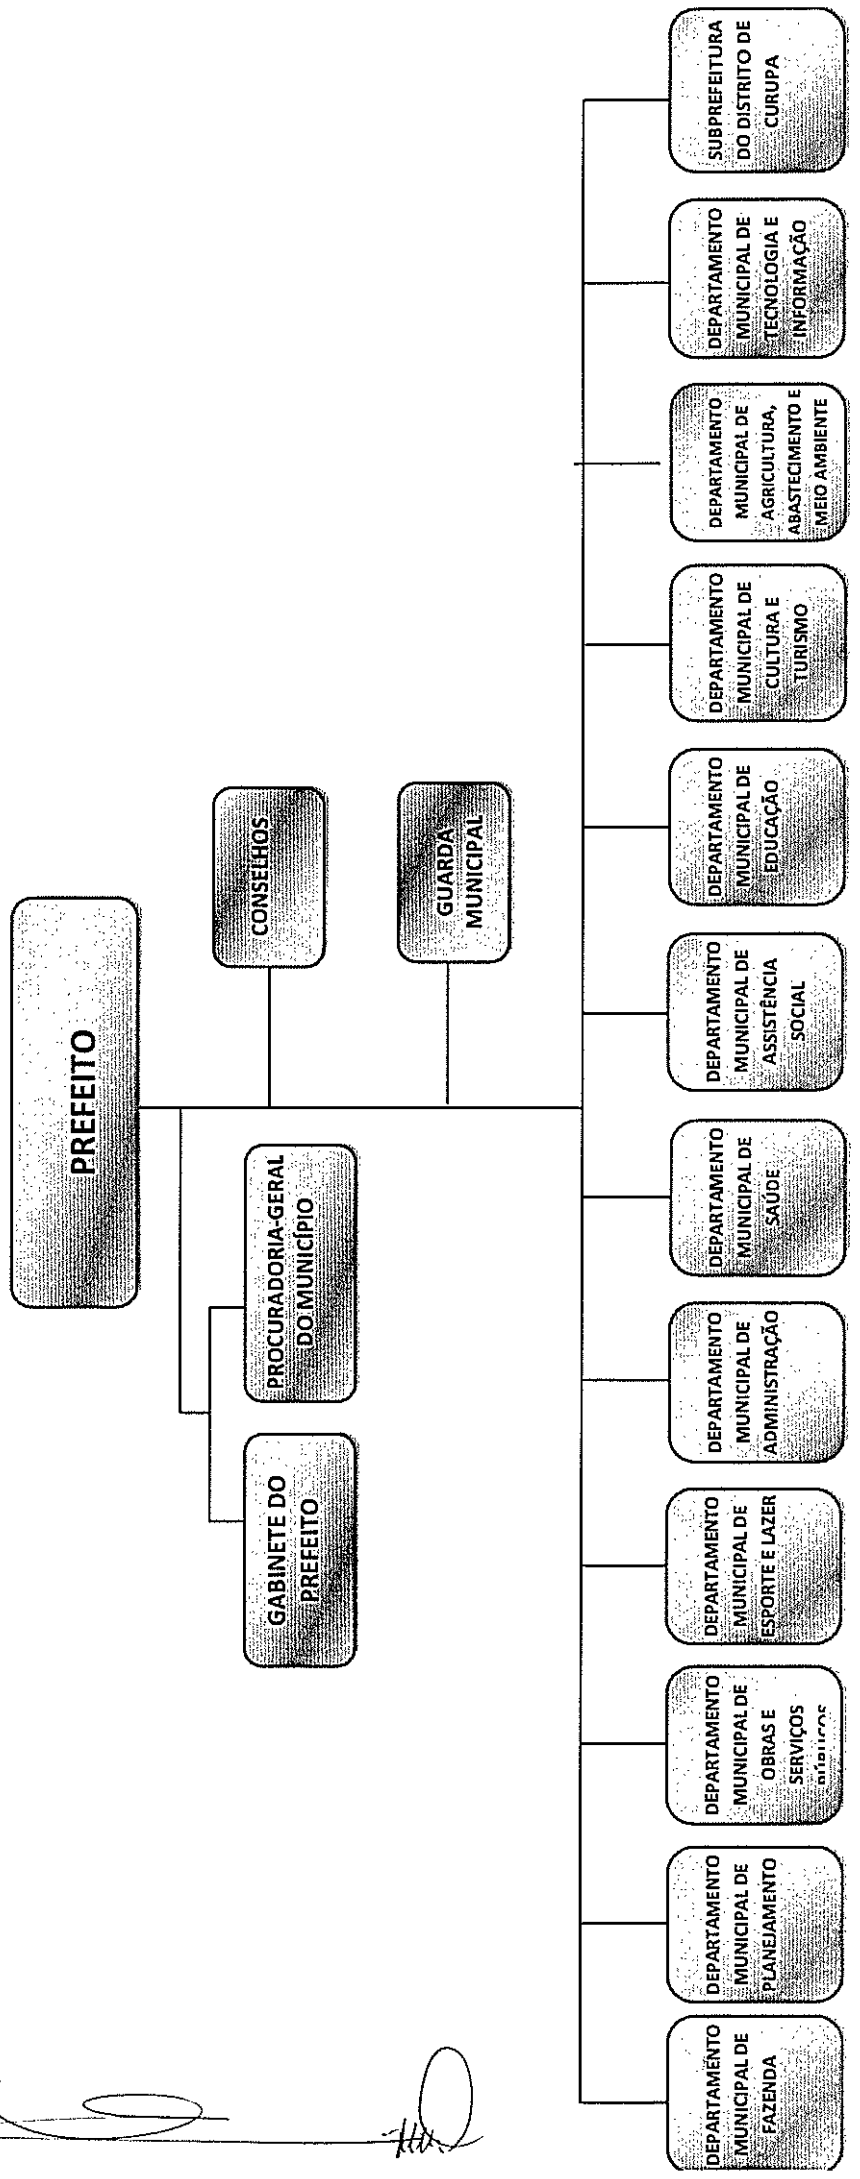 PREFEITO
CONSELHOS
GUARDA
MUNICIPAL
GABINETE DO
PREFEITO
PROCURADORIA-GERAL
DO MUNICÍPIO
DEPARTAMENTO
MUNICIPAL DE
FAZENDA
DEPARTAMENTO
MUNICIPAL DE
PLANEJAMENTO
DEPARTAMENTO
MUNICIPAL DE
OBRAS E
SERVIÇOS
PÚBLICOS
DEPARTAMENTO
MUNICIPAL DE
ESPORTE E LAZER
DEPARTAMENTO
MUNICIPAL DE
ADMINISTRAÇÃO
DEPARTAMENTO
MUNICIPAL DE
SAÚDE
DEPARTAMENTO
MUNICIPAL DE
ASSISTÊNCIA
SOCIAL
DEPARTAMENTO
MUNICIPAL DE
EDUCAÇÃO
DEPARTAMENTO
MUNICIPAL DE
CULTURA E
TURISMO
DEPARTAMENTO
MUNICIPAL DE
AGRICULTURA,
ABASTECIMENTO E
MEIO AMBIENTE
DEPARTAMENTO
MUNICIPAL DE
TECNOLOGIA E
INFORMAÇÃO
SUBPREFEITURA
DO DISTRITO DE
CURUPA